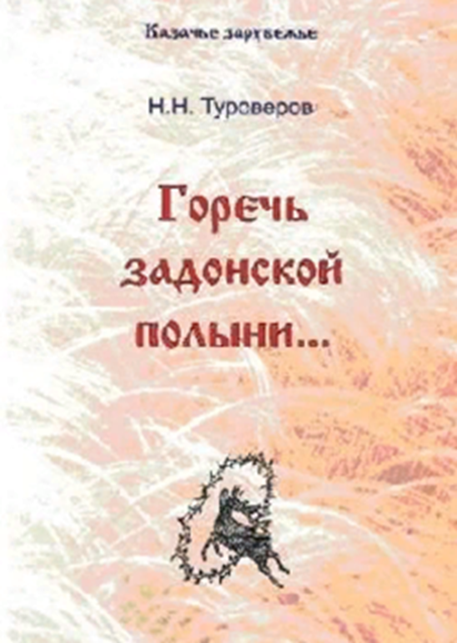 Казачье зарубежье
Н.Н. Туроверов
Горечь
задонской
полыни...